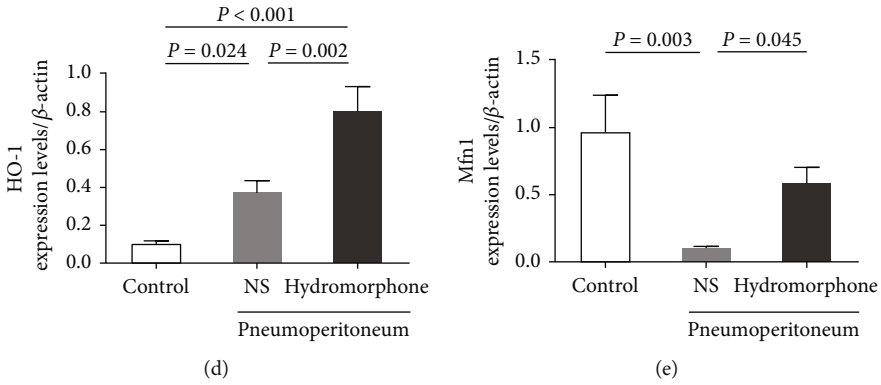 P < 0.001
P = 0.024 P = 0.002
HO-1
expression levels/β-actin
1.0
0.8
0.6
0.4
0.2
0.0
Control NS Hydromorphone
Pneumoperitoneum
(d)
P = 0.003 P = 0.045
Mfn1
expression levels/β-actin
1.5
1.0
0.5
0.0
Control NS Hydromorphone
Pneumoperitoneum
(e)